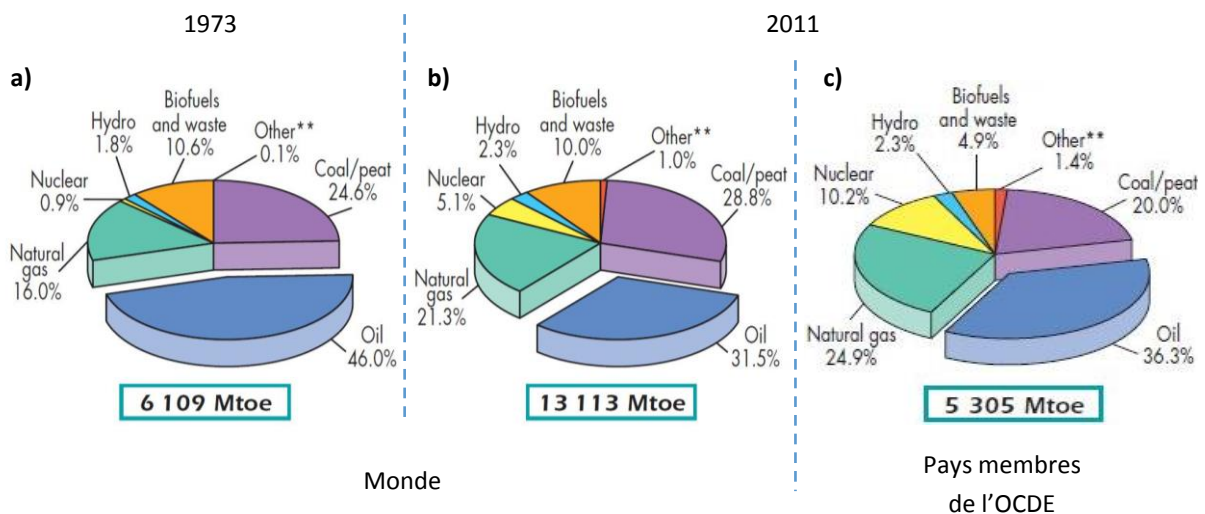 1973
2011
a)
Biofuels
and waste
10.6%
Hydro
1.8%
Other**
0.1%
Nuclear
0.9%
Coal/peat
24.6%
Natural
gas
16.0%
Oil
46.0%
6 109 Mtoe
b)
Biofuels
and waste
10.0%
Hydro
2.3%
Other**
1.0%
Nuclear
5.1%
Coal/peat
28.8%
Natural
gas
21.3%
Oil
31.5%
13 113 Mtoe
c)
Biofuels
and waste
4.9%
Hydro
2.3%
Other**
1.4%
Nuclear
10.2%
Coal/peat
20.0%
Natural gas
24.9%
Oil
36.3%
5 305 Mtoe
Monde
Pays membres
de l'OCDE